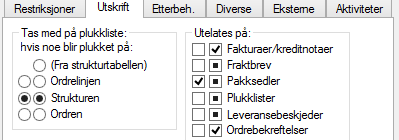 Restriksjoner Utskrift Etterbeh. Diverse Eksterne Aktiviteter
Tas med på plukkliste:
hvis noe blir plukket på:
(Fra strukturtabellen)
Ordrelinjen
Strukturen
Ordren
Utelates på:
Fakturaer/kreditnotaer
Fraktbrev
Pakksedler
Plukklister
Leveransebeskjeder
Ordrebekreftelser